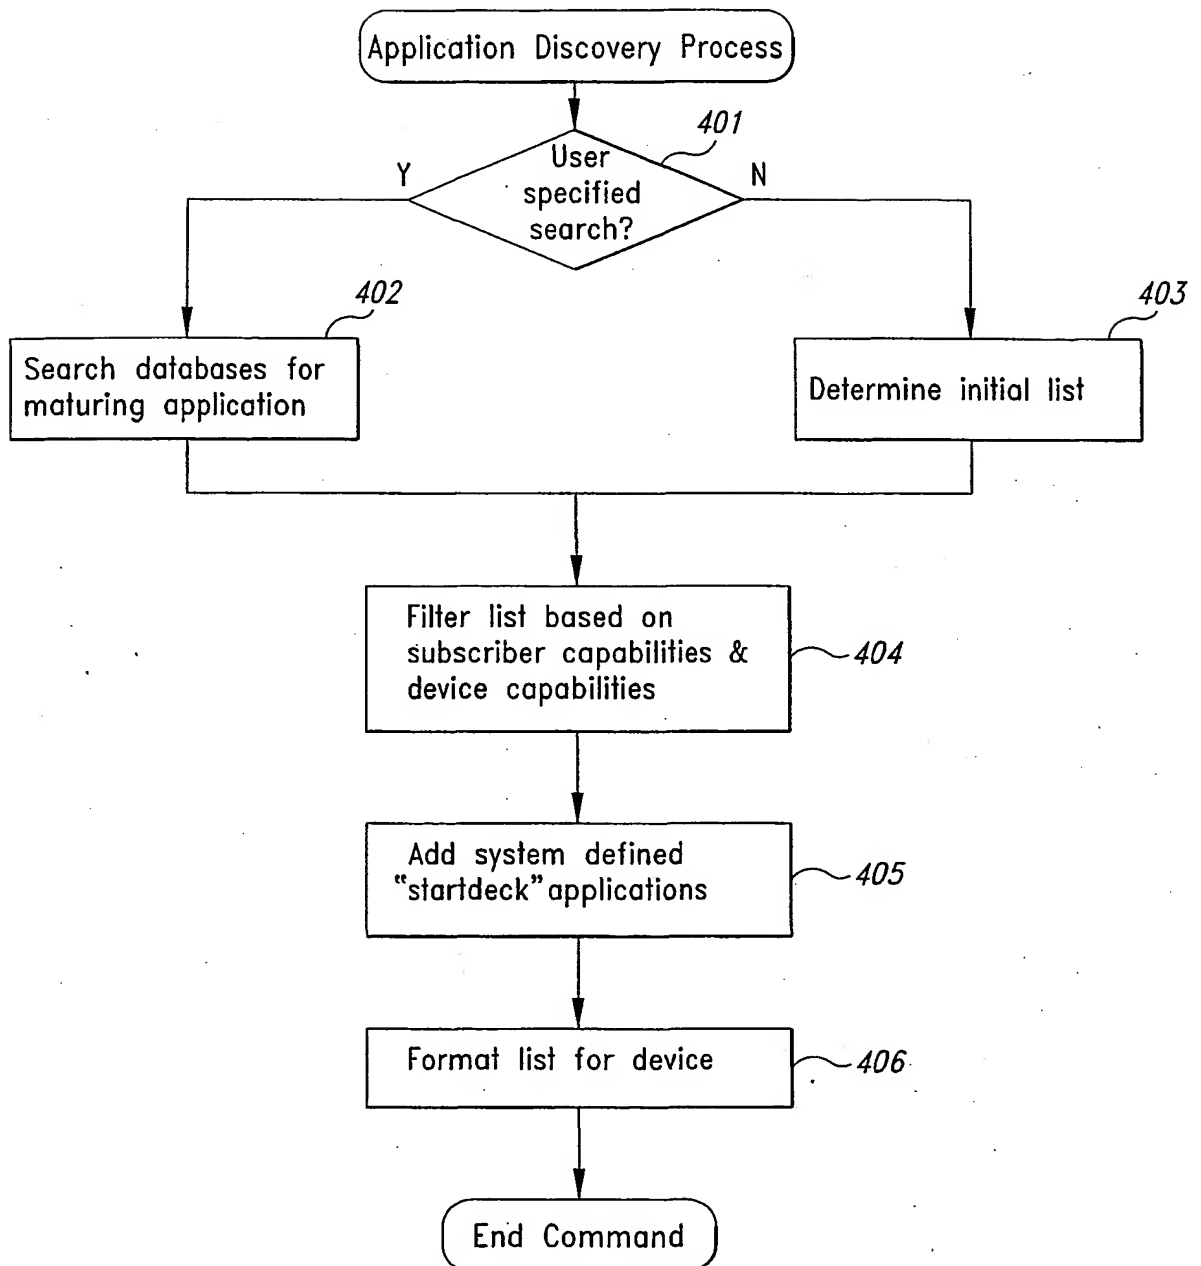 Application Discovery Process
401
User
specified
search?
Y
N
402
403
Search databases for
maturing application
Determine initial list
Filter list based on
subscriber capabilities &
device capabilities
404
Add system defined
"startdeck" applications
405
Format list for device
406
End Command